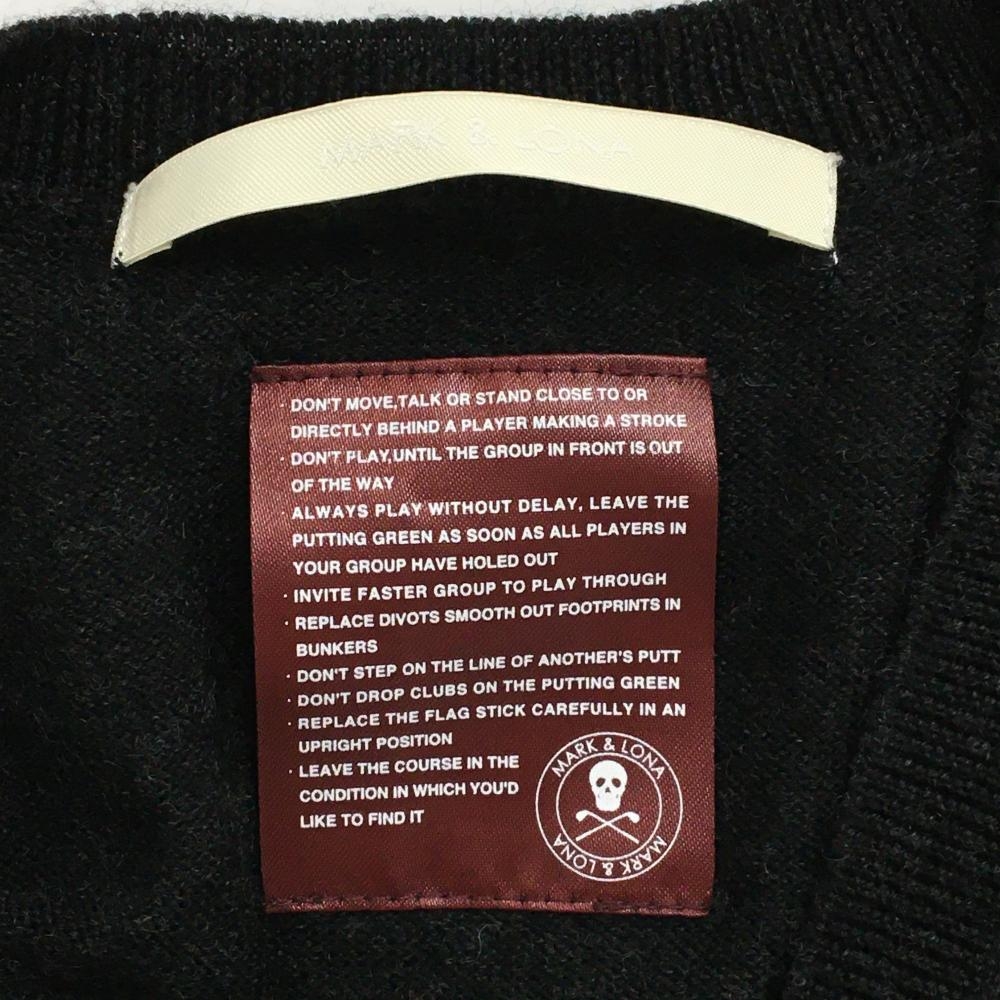 MARK & LONA
· DON'T MOVE,TALK OR STAND CLOSE TO OR
DIRECTLY BEHIND A PLAYER MAKING A STROKE
· DON'T PLAY,UNTIL THE GROUP IN FRONT IS OUT
OF THE WAY
· ALWAYS PLAY WITHOUT DELAY, LEAVE THE
PUTTING GREEN AS SOON AS ALL PLAYERS IN
YOUR GROUP HAVE HOLED OUT
· INVITE FASTER GROUP TO PLAY THROUGH
· REPLACE DIVOTS SMOOTH OUT FOOTPRINTS IN
BUNKERS
· DON'T STEP ON THE LINE OF ANOTHER'S PUTT
· DON'T DROP CLUBS ON THE PUTTING GREEN
· REPLACE THE FLAG STICK CAREFULLY IN AN
UPRIGHT POSITION
· LEAVE THE COURSE IN THE
CONDITION IN WHICH YOU'D
LIKE TO FIND IT
MARK & LONA
MARK & LONA